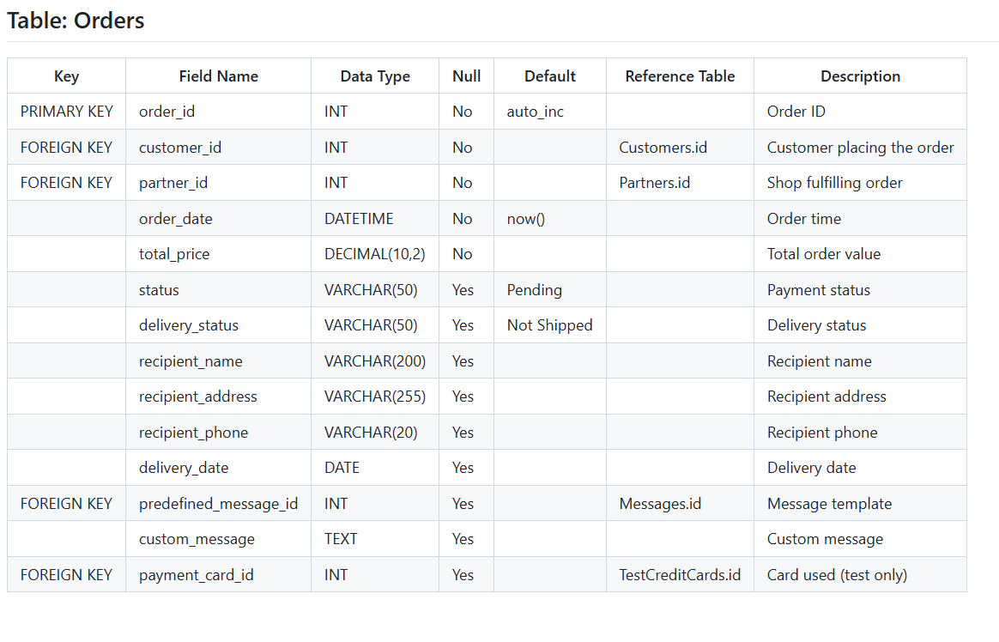 Table: Orders
Key Field Name Data Type Null Default Reference Table Description
PRIMARY KEY order_id INT No auto_inc Order ID
FOREIGN KEY customer_id INT No Customers.id Customer placing the order
FOREIGN KEY partner_id INT No Partners.id Shop fulfilling order
order_date DATETIME No now() Order time
total_price DECIMAL(10,2) No Total order value
status VARCHAR(50) Yes Pending Payment status
delivery_status VARCHAR(50) Yes Not Shipped Delivery status
recipient_name VARCHAR(200) Yes Recipient name
recipient_address VARCHAR(255) Yes Recipient address
recipient_phone VARCHAR(20) Yes Recipient phone
delivery_date DATE Yes Delivery date
FOREIGN KEY predefined_message_id INT Yes Messages.id Message template
custom_message TEXT Yes Custom message
FOREIGN KEY payment_card_id INT Yes TestCreditCards.id Card used (test only)